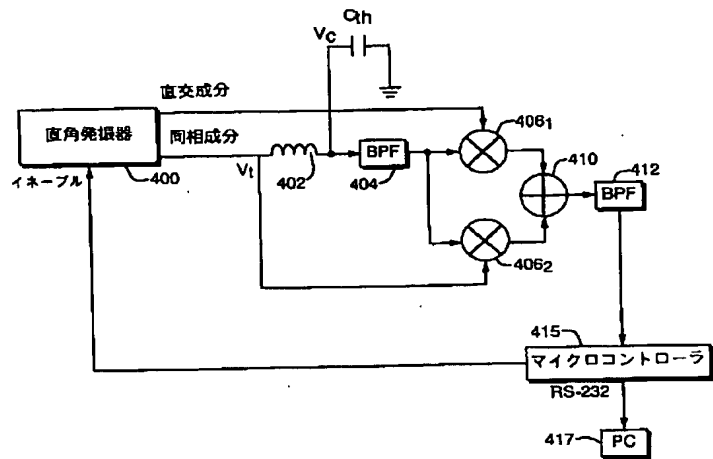 Cth
VC
直交成分
直角発振器
同相成分
イネーブル
400
Vt
402
BPF
404
4061
4062
410
412
BPF
415
マイクロコントローラ
RS-232
417
PC